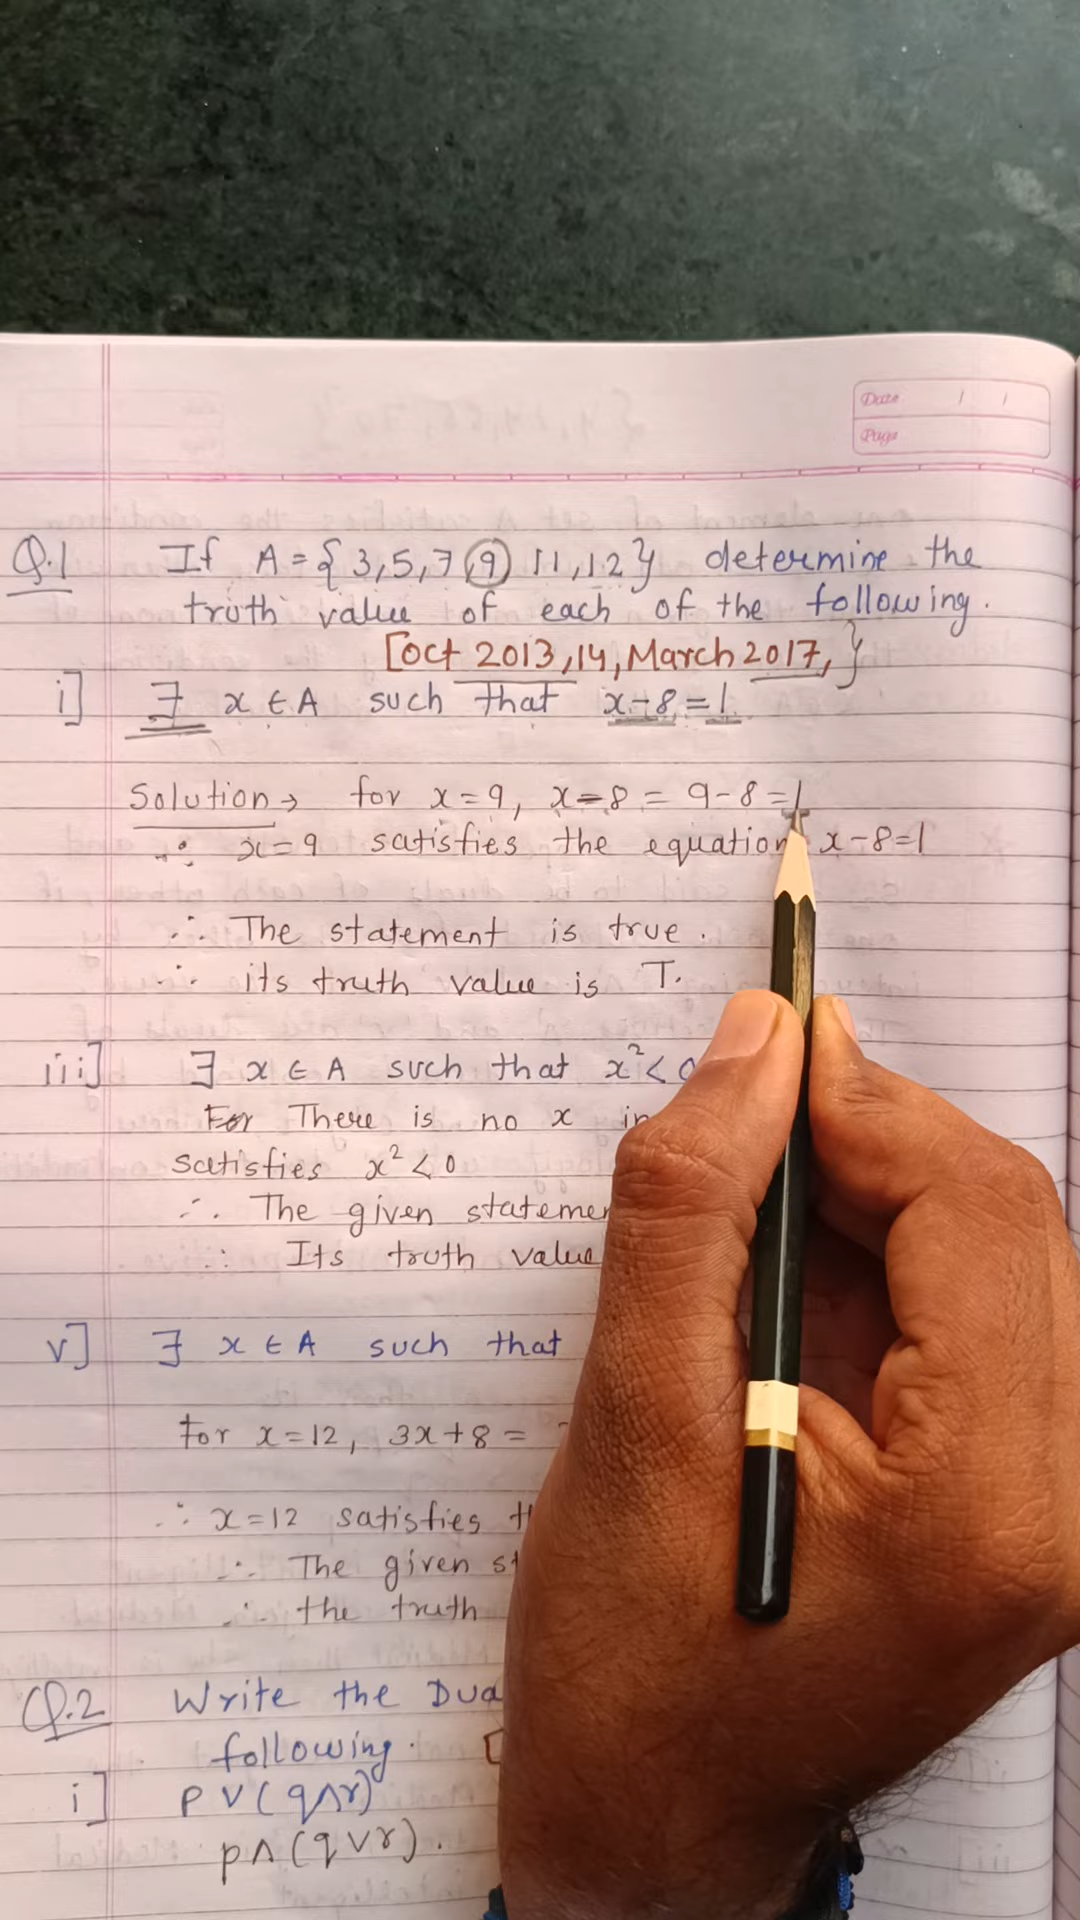 Date / /
Page
Q.1 If A = {3,5,7,9 11,12} determine the
truth value of each of the following.
[Oct 2013,14, March 2017,}
i] ∃ x ∈ A such that x-8=1.
Solution → for x=9, x-8 = 9-8=1
∴ x=9 satisfies the equation x-8=1
∴ The statement is true.
∴ its truth value is T.
iii] ∃ x ∈ A such that x² < 0
There is no x in
satisfies x² < 0
∴ The given
∴ Its truth value
v] ∃ x ∈ A such that
for x=12, 3x+8 =
∴ x=12 satisfies
∴ The given
∴ the truth
Q.2 Write the
following. [
i] p ∨ (q∧r)
p∧(q∨r).